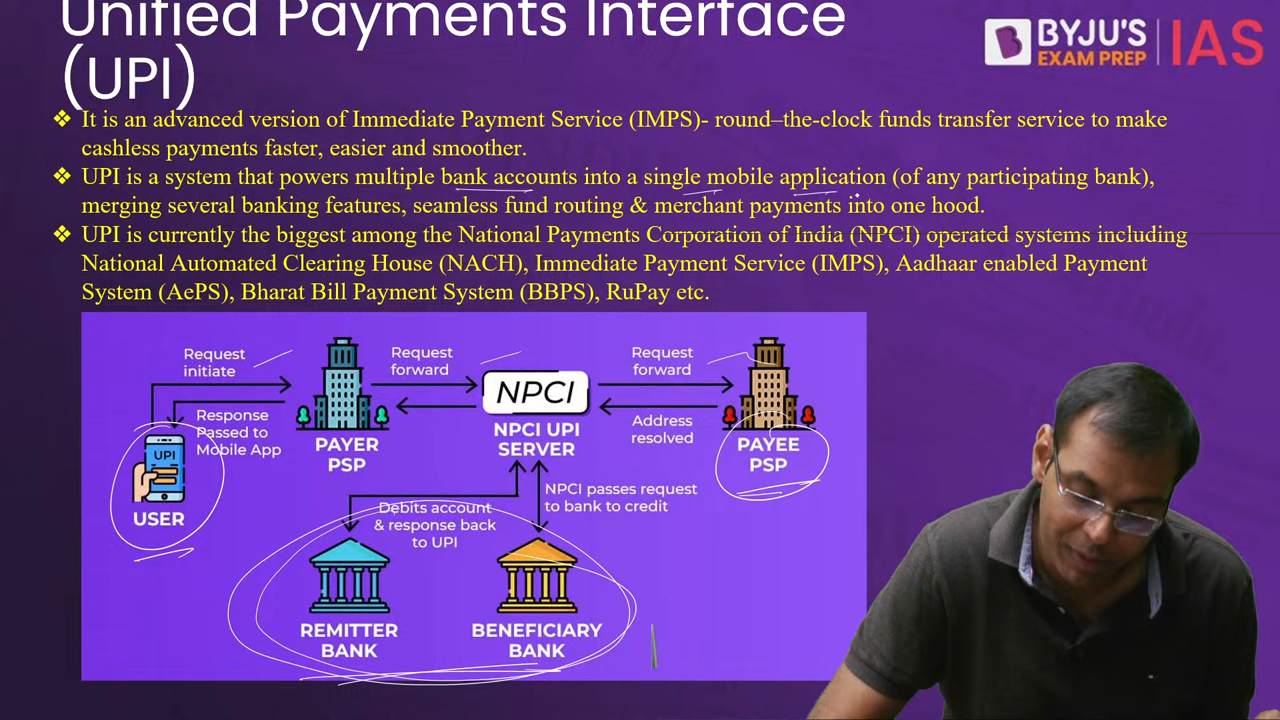 Unified Payments Interface
(UPI)
BYJU'S
EXAM PREP
IAS
❖ It is an advanced version of Immediate Payment Service (IMPS)- round–the-clock funds transfer service to make
cashless payments faster, easier and smoother.
❖ UPI is a system that powers multiple bank accounts into a single mobile application (of any participating bank),
merging several banking features, seamless fund routing & merchant payments into one hood.
❖ UPI is currently the biggest among the National Payments Corporation of India (NPCI) operated systems including
National Automated Clearing House (NACH), Immediate Payment Service (IMPS), Aadhaar enabled Payment
System (AePS), Bharat Bill Payment System (BBPS), RuPay etc.
Request
initiate
Response
Passed to
Mobile App
UPI
USER
PAYER
PSP
Request
forward
NPCI
NPCI UPI
SERVER
Request
forward
Address
resolved
PAYEE
PSP
Debits account
& response back
to UPI
NPCI passes request
to bank to credit
REMITTER
BANK
BENEFICIARY
BANK